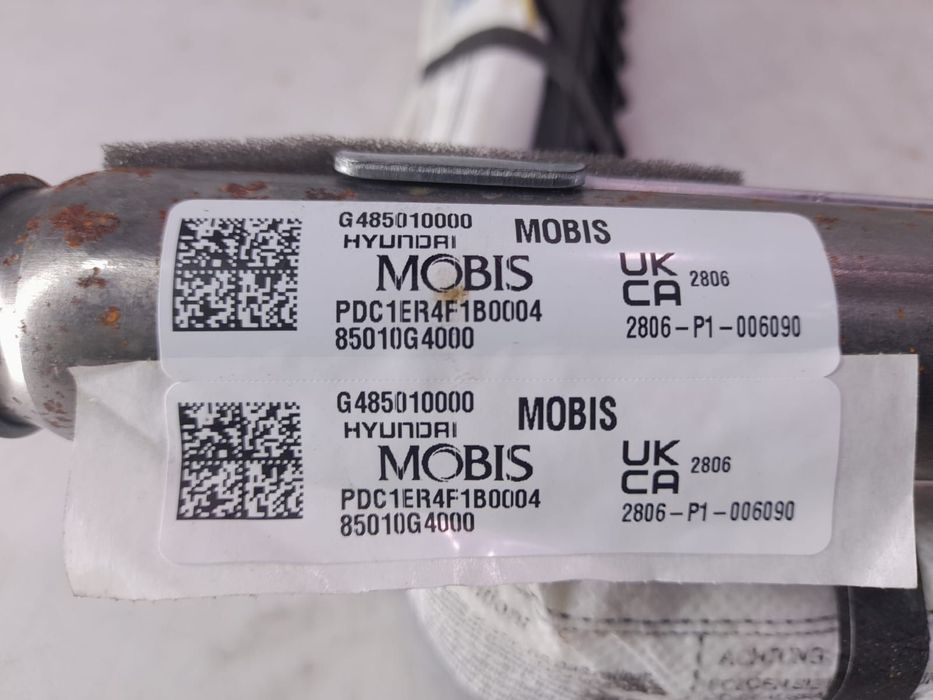 G485010000
HYUNDAI
MOBIS
MOBIS
PDC1ER4F1B0004
85010G4000
UK
CA
2806
2806-P1-006090
G485010000
HYUNDAI
MOBIS
MOBIS
PDC1ER4F1B0004
85010G4000
UK
CA
2806
2806-P1-006090
ACHTUNG: